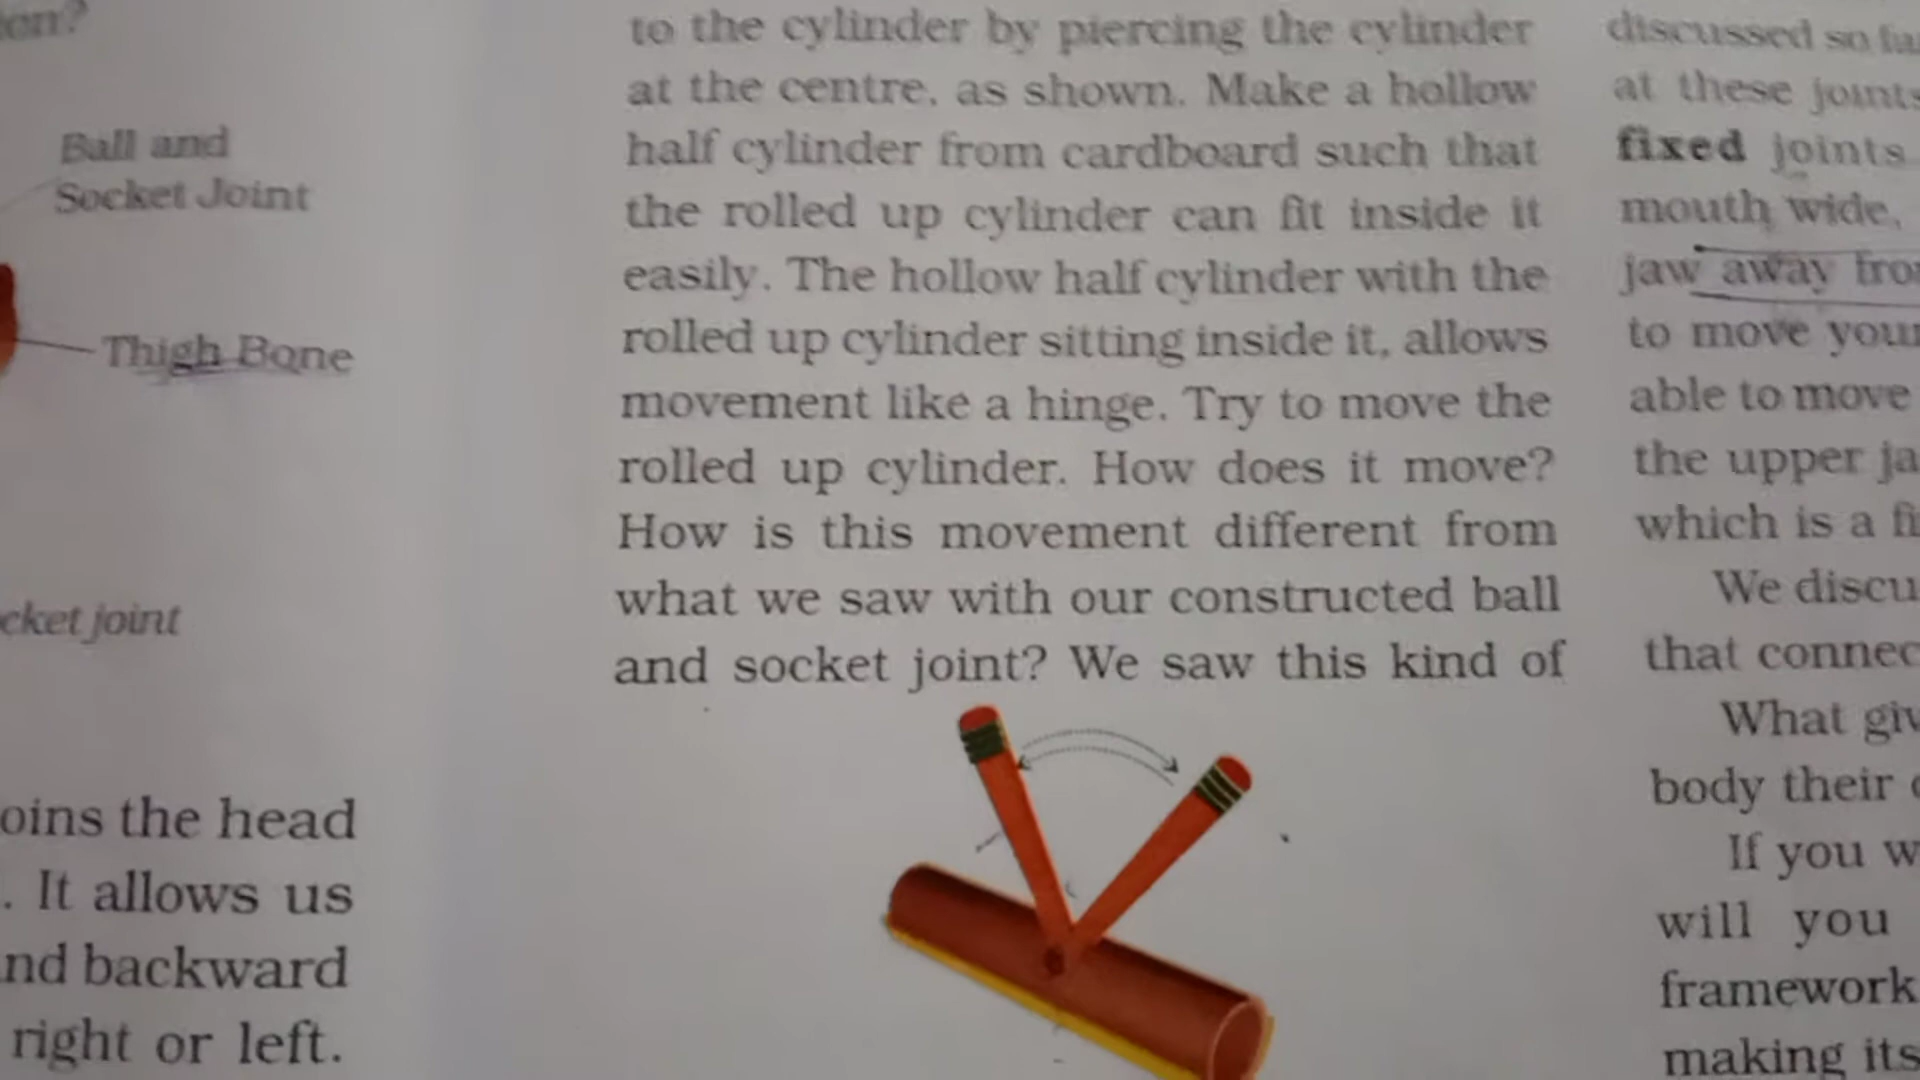 Ball and
Socket Joint
Thigh Bone
cket joint
oins the head
. It allows us
nd backward
right or left.
to the cylinder by piercing the cylinder
at the centre, as shown. Make a hollow
half cylinder from cardboard such that
the rolled up cylinder can fit inside it
easily. The hollow half cylinder with the
rolled up cylinder sitting inside it, allows
movement like a hinge. Try to move the
rolled up cylinder. How does it move?
How is this movement different from
what we saw with our constructed ball
and socket joint? We saw this kind of
discussed so
at these joints
fixed joints
mouth wide,
jaw away
to move your
able to move
the upper ja
which is a fi
We discu
that connec
What giv
body their
If you w
will you
framework
making its